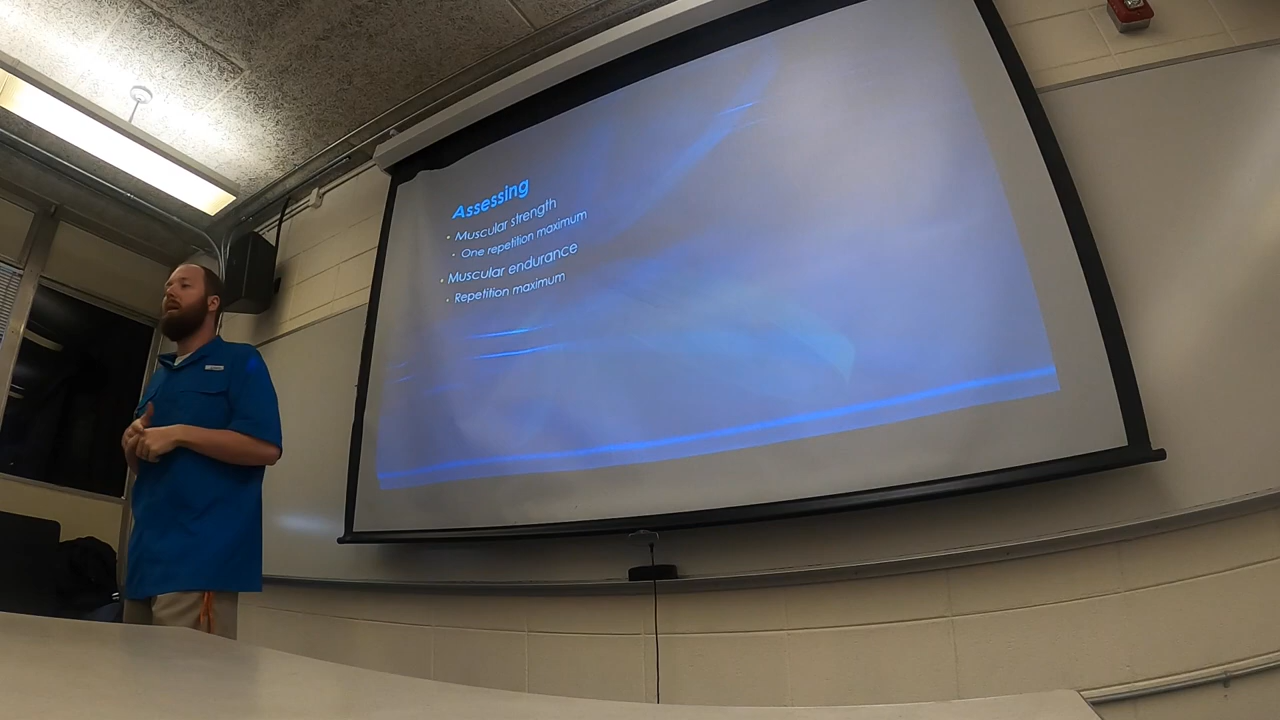 Assessing
• Muscular strength
• One repetition maximum
• Muscular endurance
• Repetition maximum